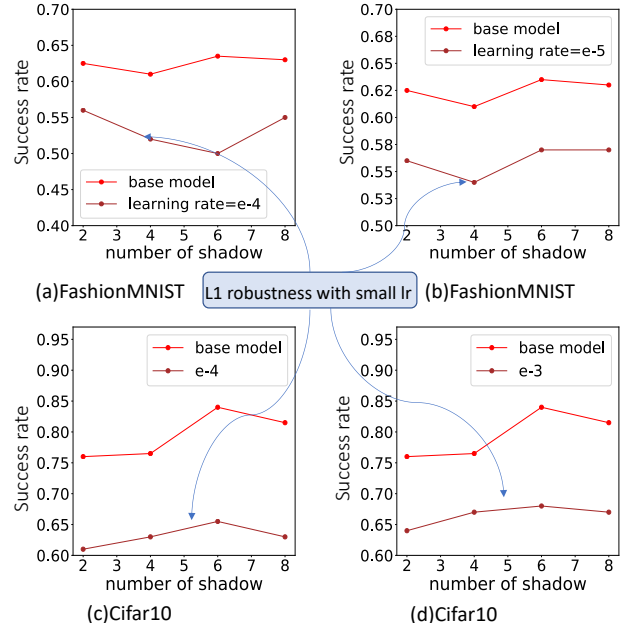 0.70
0.65
0.60
0.55
0.50
0.45
0.40
Success rate
base model
learning rate=e-4
2 3 4 5 6 7 8
number of shadow
(a)FashionMNIST
0.70
0.68
0.65
0.63
0.60
0.58
0.55
0.53
0.50
Success rate
base model
learning rate=e-5
2 3 4 5 6 7 8
number of shadow
(b)FashionMNIST
L1 robustness with small lr
0.95
0.90
0.85
0.80
0.75
0.70
0.65
0.60
Success rate
base model
e-4
2 3 4 5 6 7 8
number of shadow
(c)Cifar10
0.95
0.90
0.85
0.80
0.75
0.70
0.65
0.60
Success rate
base model
e-3
2 3 4 5 6 7 8
number of shadow
(d)Cifar10